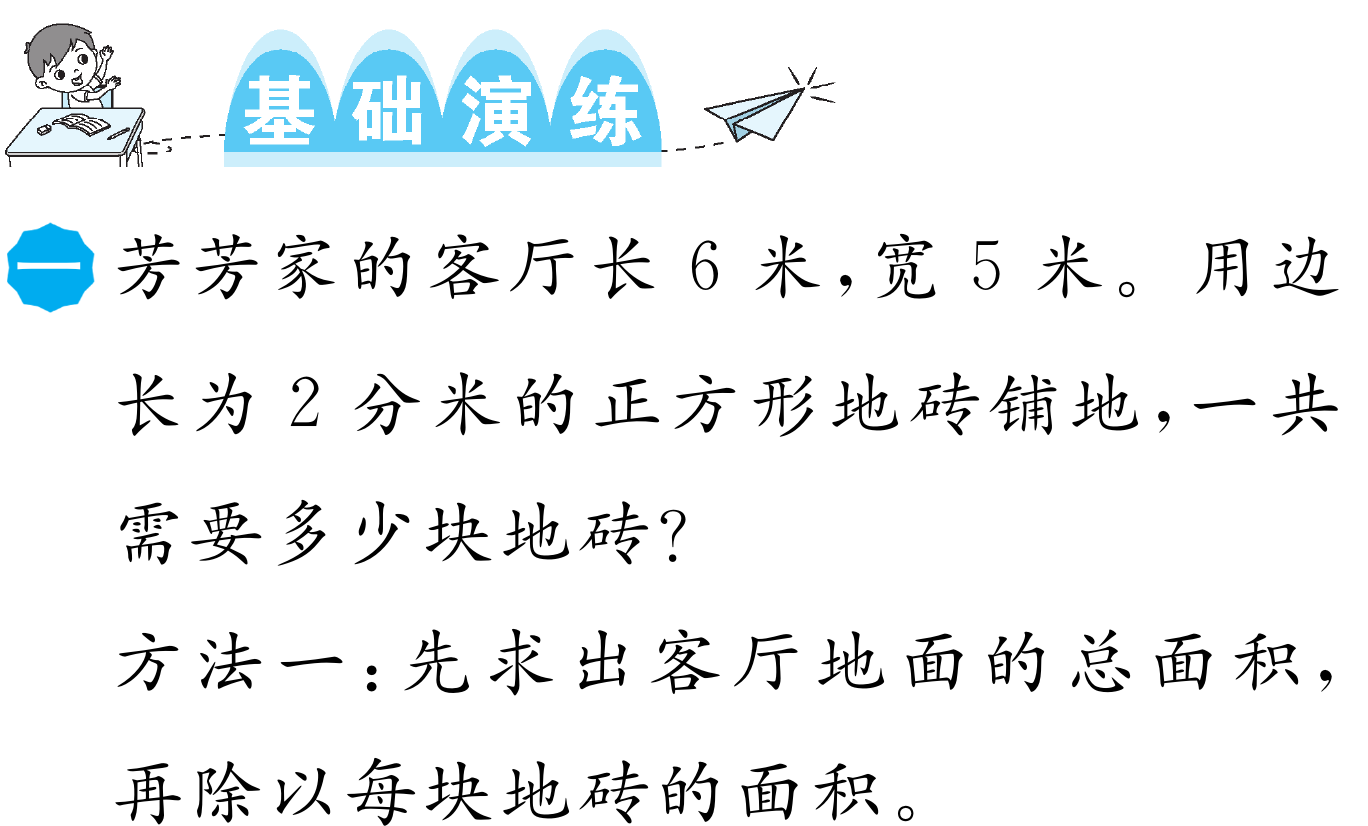 基础演练
一 芳芳家的客厅长 6 米,宽 5 米。用边
长为 2 分米的正方形地砖铺地,一共
需要多少块地砖?
方法一:先求出客厅地面的总面积,
再除以每块地砖的面积。